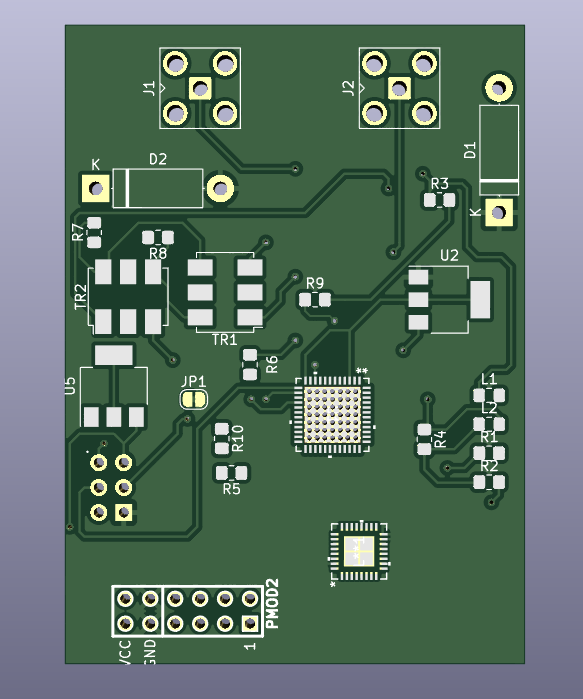 J1
J2
D1
K
D2
K
R3
R7
R8
U2
TR2
R9
TR1
R6
**
U5
JP1
L1
L2
R10
R4
R1
R5
R2
*
PMOD2
VCC
GND
1